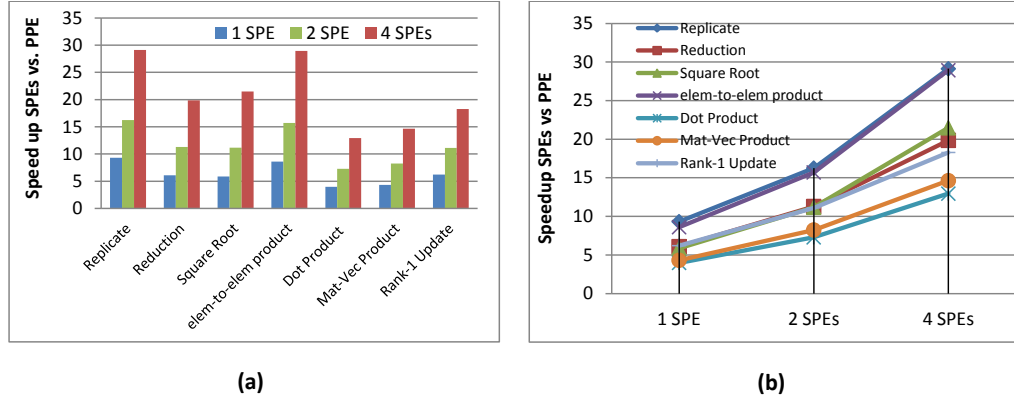 Speed up SPEs vs. PPE
35
30
25
20
15
10
5
0
1 SPE 2 SPE 4 SPEs
Replicate
Reduction
Square Root
elem-to-elem product
Dot Product
Mat-Vec Product
Rank-1 Update
(a)
Speedup SPEs vs PPE
35
30
25
20
15
10
5
0
Replicate
Reduction
Square Root
elem-to-elem product
Dot Product
Mat-Vec Product
Rank-1 Update
1 SPE 2 SPEs 4 SPEs
(b)